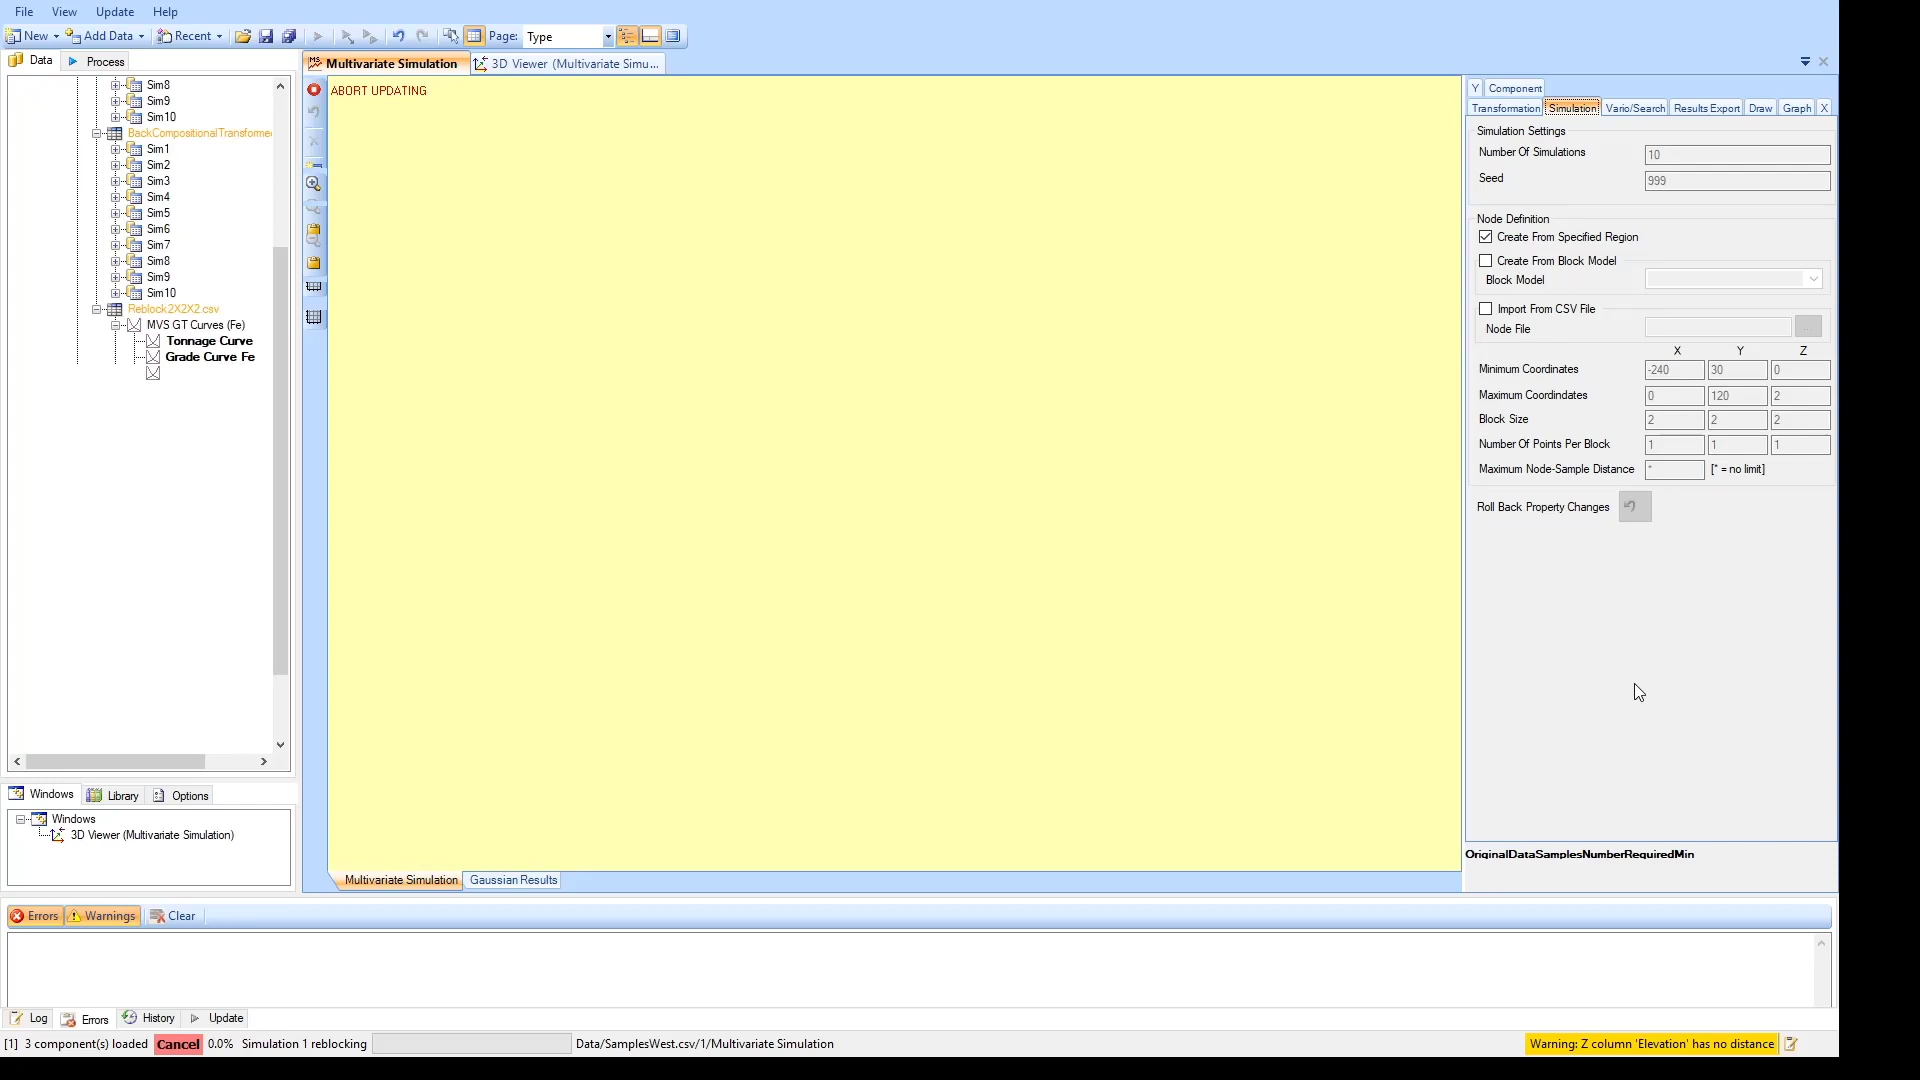 File View Update Help
New Add Data Recent Page: Type
Data Process
Multivariate Simulation 3D Viewer (Multivariate Simu...
Sim8
Sim9
Sim10
BackCompositionalTransformed
Sim1
Sim2
Sim3
Sim4
Sim5
Sim6
Sim7
Sim8
Sim9
Sim10
Reblock2X2X2.csv
MVS GT Curves (Fe)
Tonnage Curve
Grade Curve Fe
Windows Library Options
Windows
3D Viewer (Multivariate Simulation)
ABORT UPDATING
Multivariate Simulation Gaussian Results
Y Component
Transformation Simulation Vario/Search Results Export Draw Graph X
Simulation Settings
Number Of Simulations 10
Seed 999
Node Definition
Create From Specified Region
Create From Block Model
Block Model
Import From CSV File
Node File ...
X Y Z
Minimum Coordinates -240 30 0
Maximum Coordindates 0 120 2
Block Size 2 2 2
Number Of Points Per Block 1 1 1
Maximum Node-Sample Distance * [* = no limit]
Roll Back Property Changes
OriginalDataSamplesNumberRequiredMin
Errors Warnings Clear
Log Errors History Update
[1] 3 component(s) loaded Cancel 0.0% Simulation 1 reblocking Data/SamplesWest.csv/1/Multivariate Simulation Warning: Z column 'Elevation' has no distance